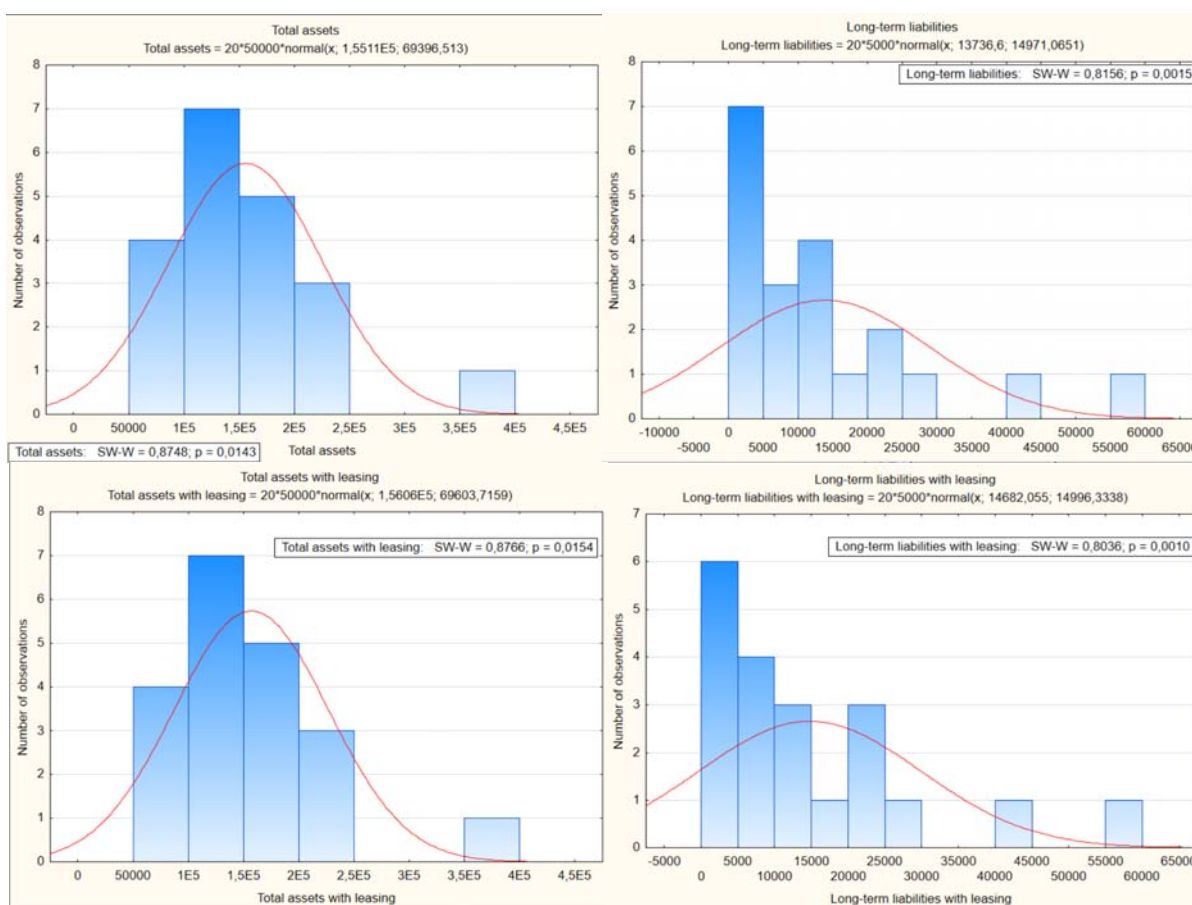 Total assets
Total assets = 20*50000*normal(x; 1,5511E5; 69396,513)
8
7
6
5
4
3
2
1
0
Number of observations
0 50000 1E5 1,5E5 2E5 2,5E5 3E5 3,5E5 4E5 4,5E5
Total assets: SW-W = 0,8748; p = 0,0143
Total assets
Long-term liabilities
Long-term liabilities = 20*5000*normal(x; 13736,6; 14971,0651)
Long-term liabilities: SW-W = 0,8156; p = 0,0015
8
7
6
5
4
3
2
1
0
Number of observations
-10000 0 10000 20000 30000 40000 50000 60000
-5000 5000 15000 25000 35000 45000 55000 65000
Total assets with leasing
Total assets with leasing = 20*50000*normal(x; 1,5606E5; 69603,7159)
Total assets with leasing: SW-W = 0,8766; p = 0,0154
8
7
6
5
4
3
2
1
0
Number of observations
0 50000 1E5 1,5E5 2E5 2,5E5 3E5 3,5E5 4E5 4,5E5
Total assets with leasing
Long-term liabilities with leasing
Long-term liabilities with leasing = 20*5000*normal(x; 14682,055; 14996,3338)
Long-term liabilities with leasing: SW-W = 0,8036; p = 0,0010
7
6
5
4
3
2
1
0
Number of observations
-5000 5000 15000 25000 35000 45000 55000 65000
0 10000 20000 30000 40000 50000 60000
Long-term liabilities with leasing